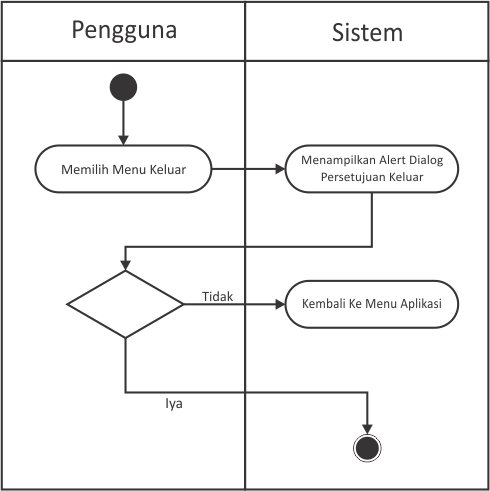 Pengguna
Sistem
Memilih Menu Keluar
Menampilkan Alert Dialog
Persetujuan Keluar
Tidak
Kembali Ke Menu Aplikasi
Iya